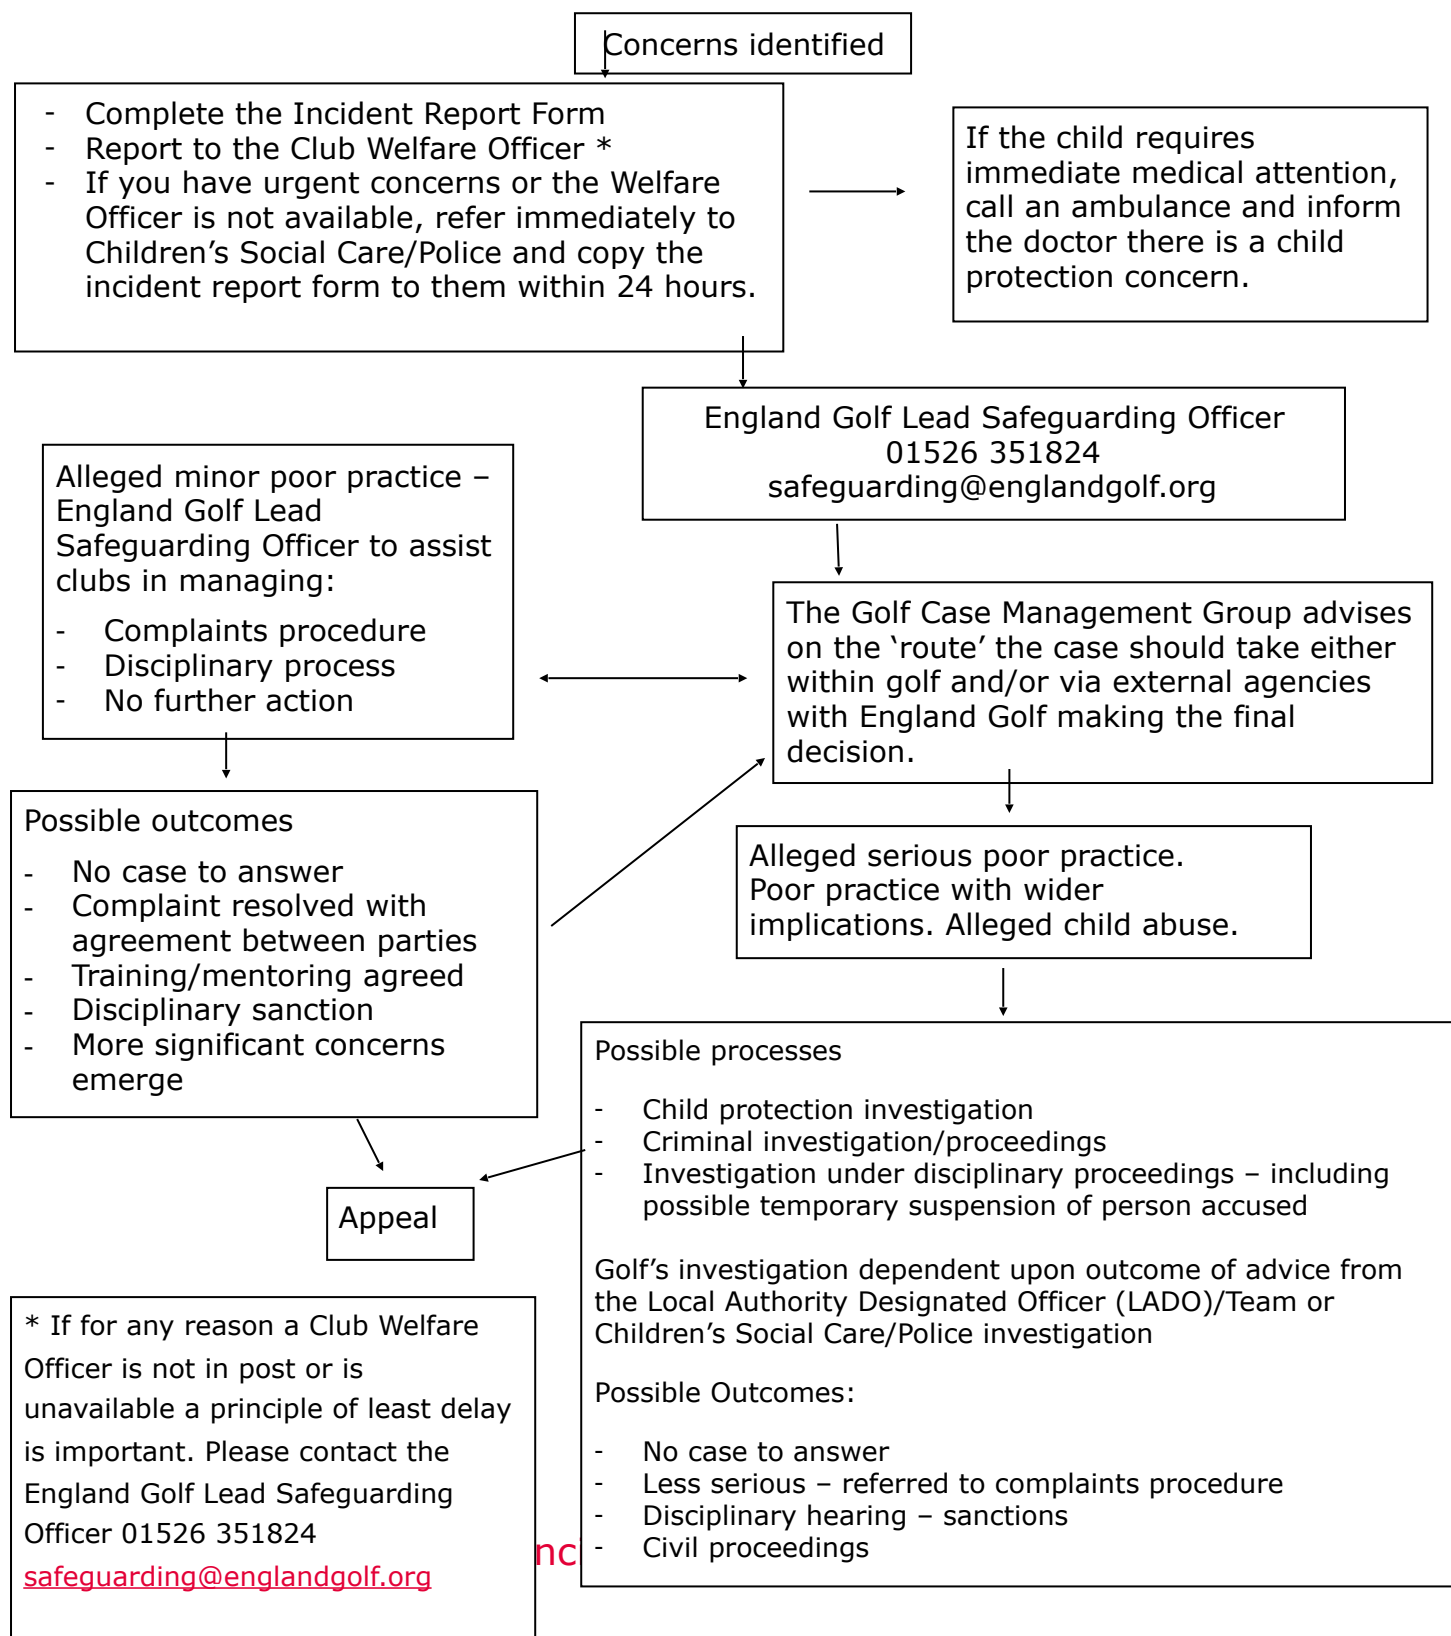 Concerns identified
- Complete the Incident Report Form
- Report to the Club Welfare Officer *
- If you have urgent concerns or the Welfare
Officer is not available, refer immediately to
Children’s Social Care/Police and copy the
incident report form to them within 24 hours.
If the child requires
immediate medical attention,
call an ambulance and inform
the doctor there is a child
protection concern.
England Golf Lead Safeguarding Officer
01526 351824
safeguarding@englandgolf.org
Alleged minor poor practice –
England Golf Lead
Safeguarding Officer to assist
clubs in managing:
- Complaints procedure
- Disciplinary process
- No further action
The Golf Case Management Group advises
on the ‘route’ the case should take either
within golf and/or via external agencies
with England Golf making the final
decision.
Possible outcomes
- No case to answer
- Complaint resolved with
agreement between parties
- Training/mentoring agreed
- Disciplinary sanction
- More significant concerns
emerge
Alleged serious poor practice.
Poor practice with wider
implications. Alleged child abuse.
Possible processes
- Child protection investigation
- Criminal investigation/proceedings
- Investigation under disciplinary proceedings – including
possible temporary suspension of person accused
Golf’s investigation dependent upon outcome of advice from
the Local Authority Designated Officer (LADO)/Team or
Children’s Social Care/Police investigation
Possible Outcomes:
- No case to answer
- Less serious – referred to complaints procedure
- Disciplinary hearing – sanctions
- Civil proceedings
Appeal
* If for any reason a Club Welfare
Officer is not in post or is
unavailable a principle of least delay
is important. Please contact the
England Golf Lead Safeguarding
Officer 01526 351824
safeguarding@englandgolf.org